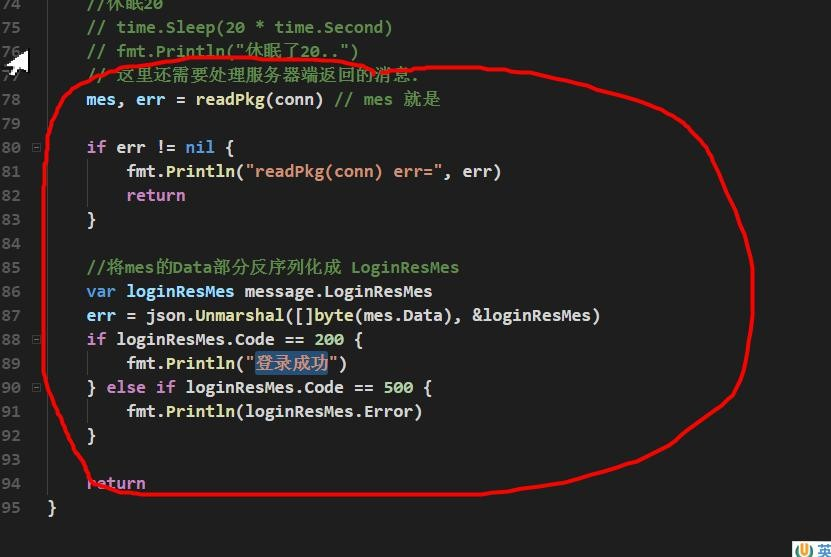 74 //休眠20
75 // time.Sleep(20 * time.Second)
76 // fmt.Println("休眠了20..")
77 // 这里还需要处理服务器端返回的消息.
78 mes, err = readPkg(conn) // mes 就是
79
80 if err != nil {
81 fmt.Println("readPkg(conn) err=", err)
82 return
83 }
84
85 //将mes的Data部分反序列化成 LoginResMes
86 var loginResMes message.LoginResMes
87 err = json.Unmarshal([]byte(mes.Data), &loginResMes)
88 if loginResMes.Code == 200 {
89 fmt.Println("登录成功")
90 } else if loginResMes.Code == 500 {
91 fmt.Println(loginResMes.Error)
92 }
93
94 return
95 }
英